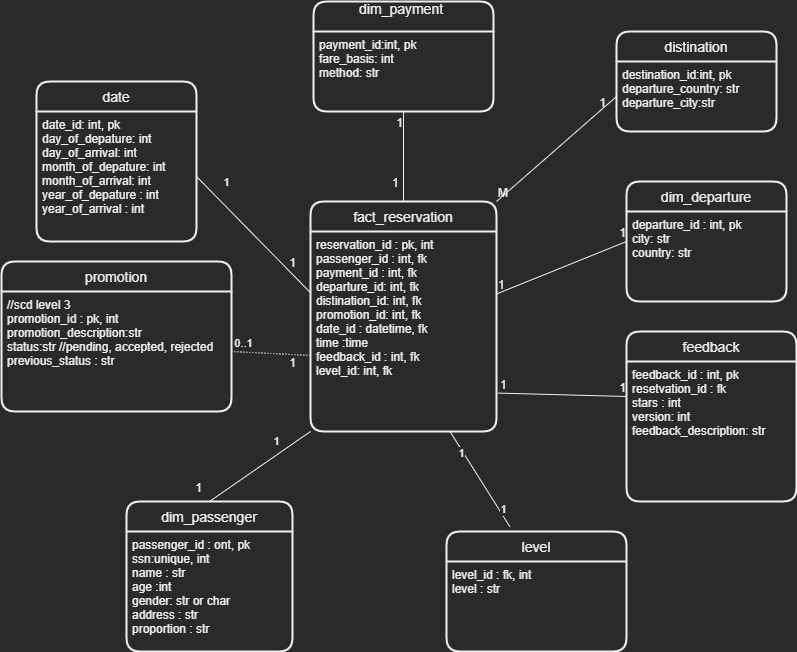 dim_payment
payment_id:int, pk
fare_basis: int
method: str
distination
destination_id:int, pk
departure_country: str
departure_city:str
date
date_id: int, pk
day_of_depature: int
day_of_arrival: int
month_of_depature: int
month_of_arrival: int
year_of_depature : int
year_of_arrival : int
1
1
1
M
1
1
fact_reservation
reservation_id : pk, int
passenger_id : int, fk
payment_id : int, fk
departure_id: int, fk
distination_id: int, fk
promotion_id: int, fk
date_id : datetime, fk
time :time
feedback_id : int, fk
level_id: int, fk
dim_departure
departure_id : int, pk
city: str
country: str
1
1
promotion
//scd level 3
promotion_id : pk, int
promotion_description:str
status:str //pending, accepted, rejected
previous_status : str
0..1
1
feedback
feedback_id : int, pk
resetvation_id : fk
stars : int
version: int
feedback_description: str
1
1
1
1
1
1
dim_passenger
passenger_id : ont, pk
ssn:unique, int
name : str
age :int
gender: str or char
address : str
proportion : str
level
level_id : fk, int
level : str